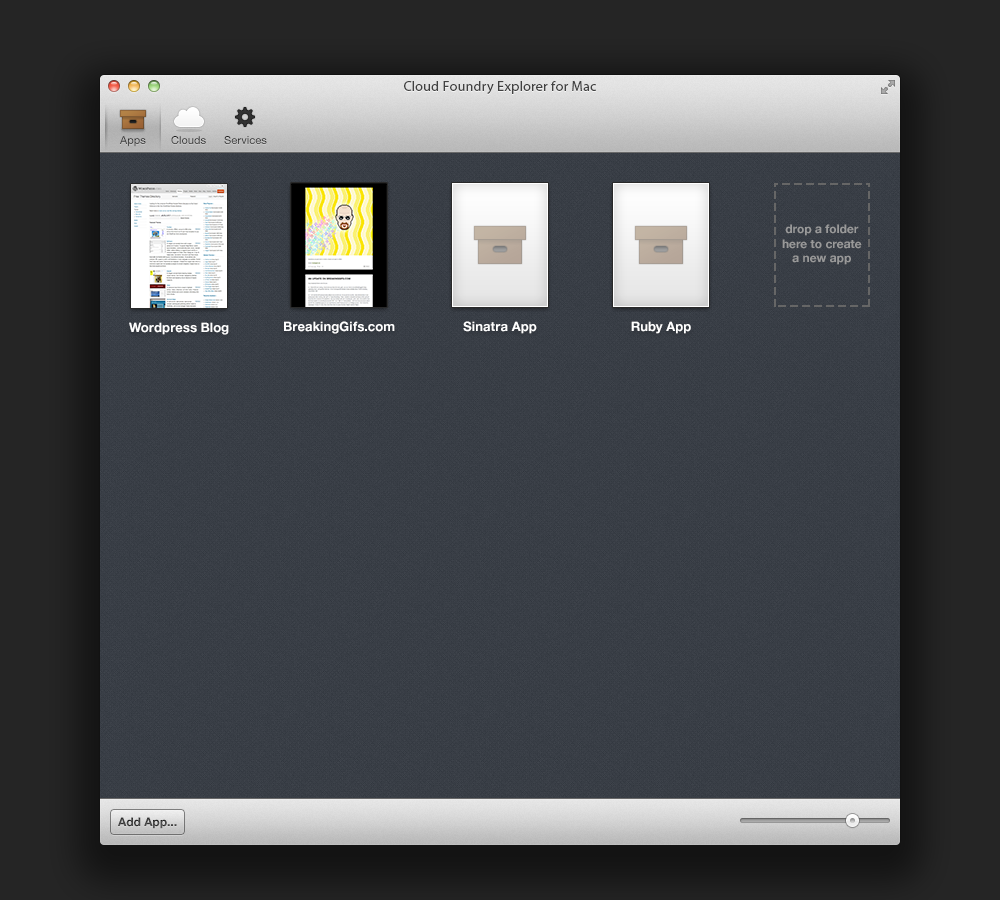 Cloud Foundry Explorer for Mac
Apps
Clouds
Services
drop a folder
here to create
a new app
Wordpress Blog
BreakingGifs.com
Sinatra App
Ruby App
Add App...